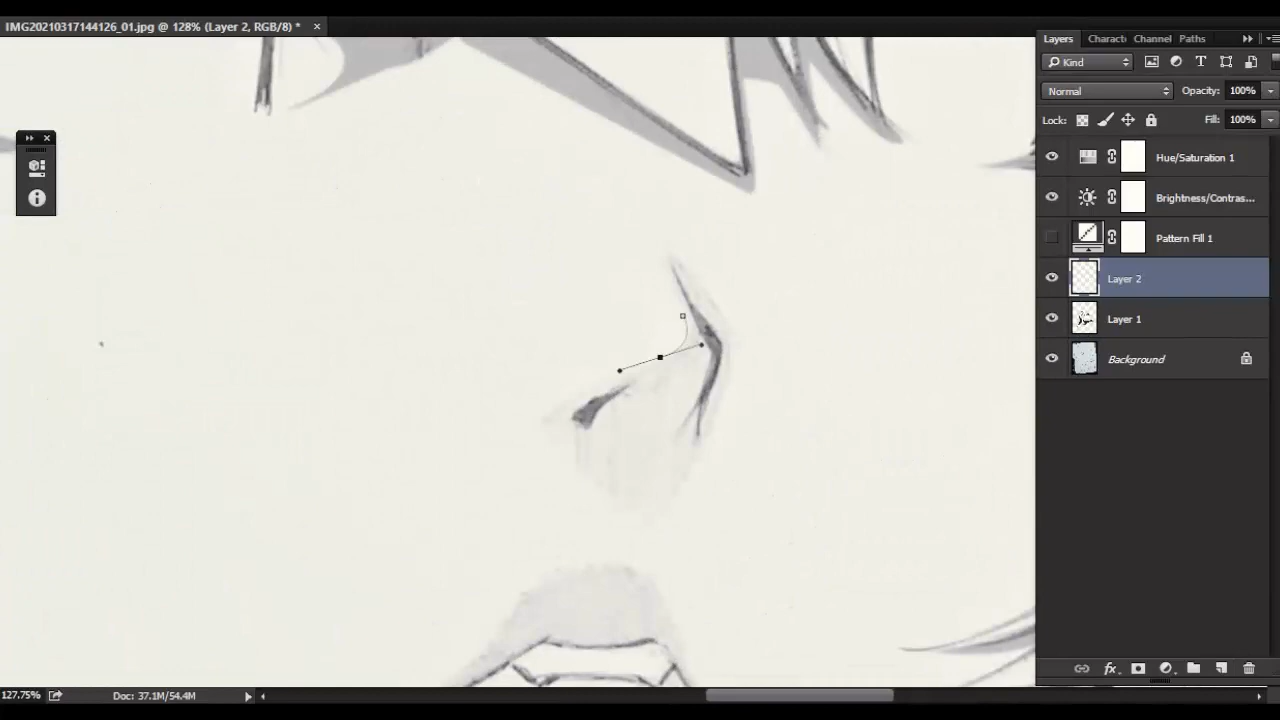 IMG20210317144126_01.jpg @ 128% (Layer 2, RGB/8) * ×
Layers Charact Channel Paths
Kind
Normal Opacity: 100%
Lock: Fill: 100%
Hue/Saturation 1
Brightness/Contras...
Pattern Fill 1
Layer 2
Layer 1
Background
fx
127.75% Doc: 37.1M/54.4M